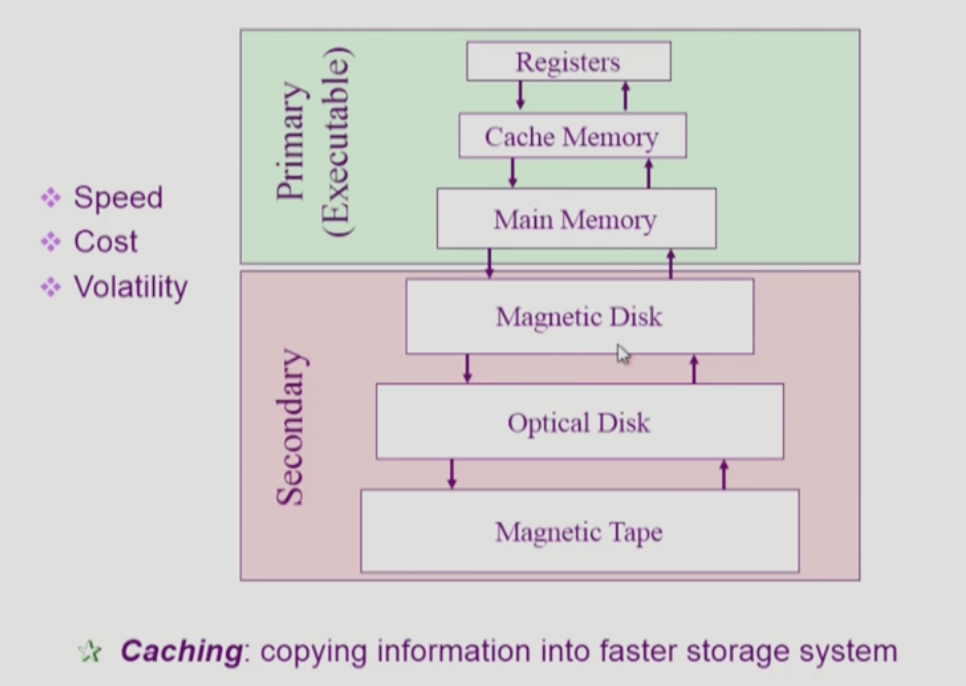 Primary
(Executable)
Registers
Cache Memory
Main Memory
Speed
Cost
Volatility
Secondary
Magnetic Disk
Optical Disk
Magnetic Tape
Caching: copying information into faster storage system